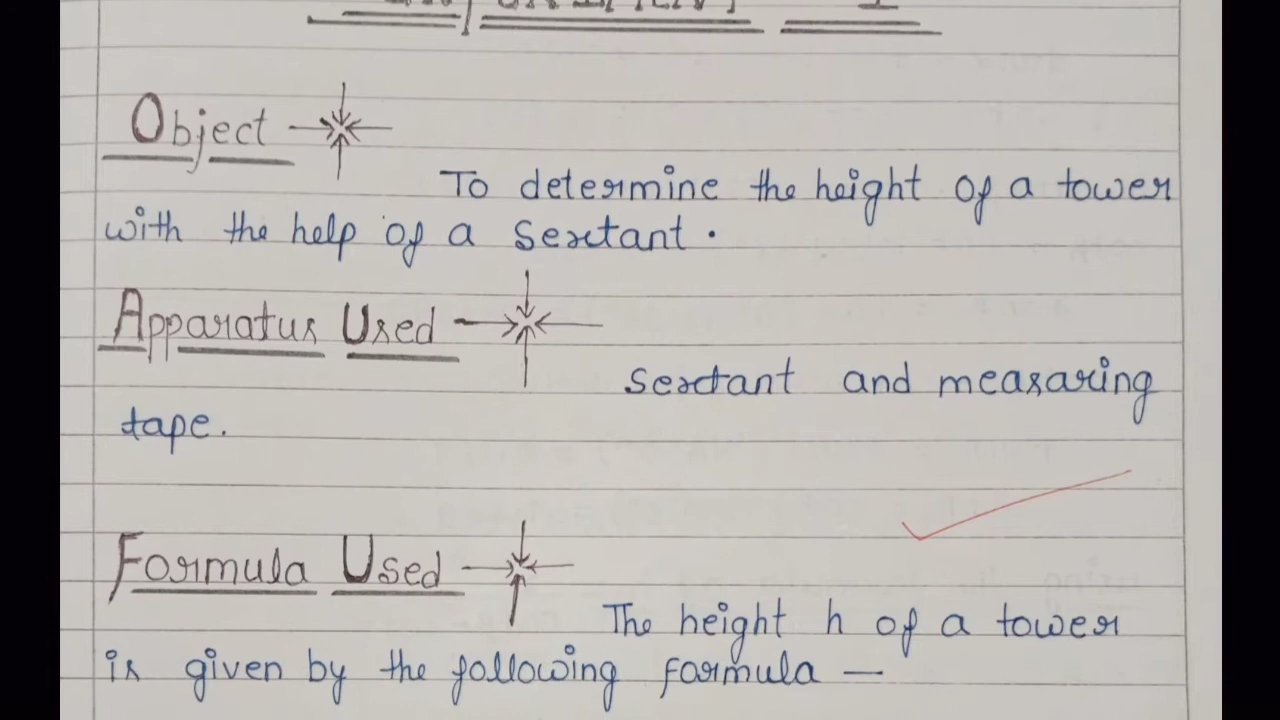 Object
To determine the height of a tower
with the help of a Sextant.
Apparatus Used
Sextant and measaring
tape.
Formula Used
The height h of a tower
is given by the following formula —